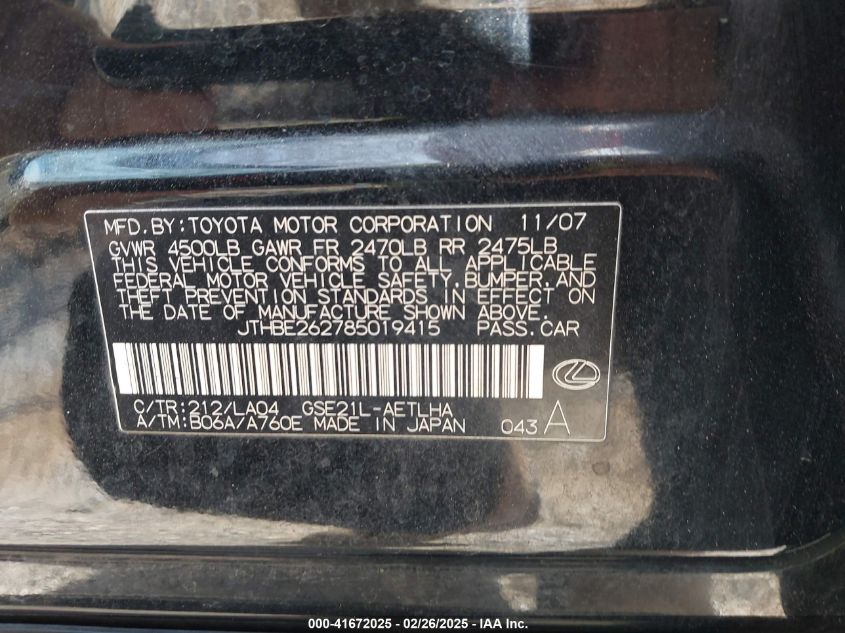 MFD.BY:TOYOTA MOTOR CORPORATION 11/07
GVWR 4500LB GAWR FR 2470LB RR 2475LB
THIS VEHICLE CONFORMS TO ALL APPLICABLE
FEDERAL MOTOR VEHICLE SAFETY,BUMPER,AND
THEFT PREVENTION STANDARDS IN EFFECT ON
THE DATE OF MANUFACTURE SHOWN ABOVE.
JTHBE262785019415 PASS.CAR
C/TR:212/LA04 GSE21L-AETLHA
A/TM:B06A/A760E MADE IN JAPAN 043 A
000-41672025 - 02/26/2025 - IAA Inc.